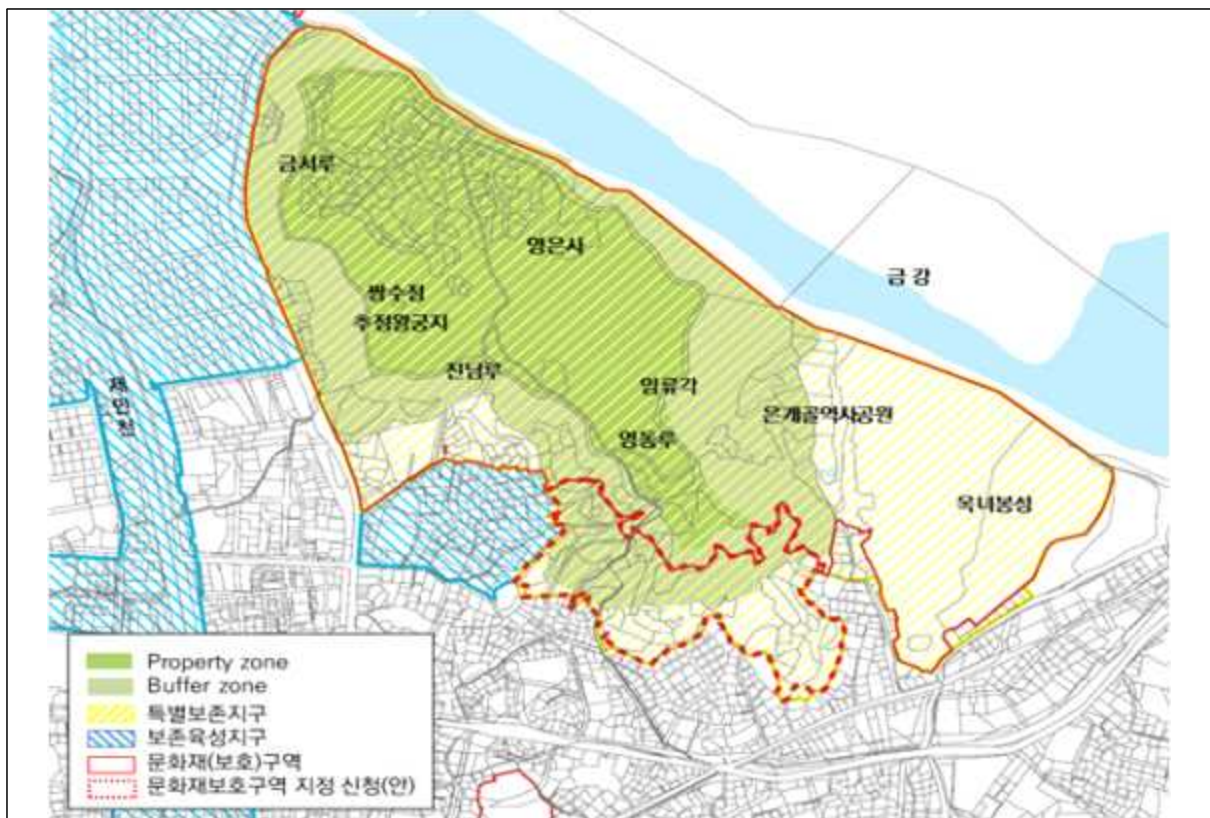 금서루
영은사
금 강
쌍수정
추정왕궁지
진남루
임류각
제민천
은개골역사공원
영동루
옥녀봉성
Property zone
Buffer zone
특별보존지구
보존육성지구
문화재(보호)구역
문화재보호구역 지정 신청(안)